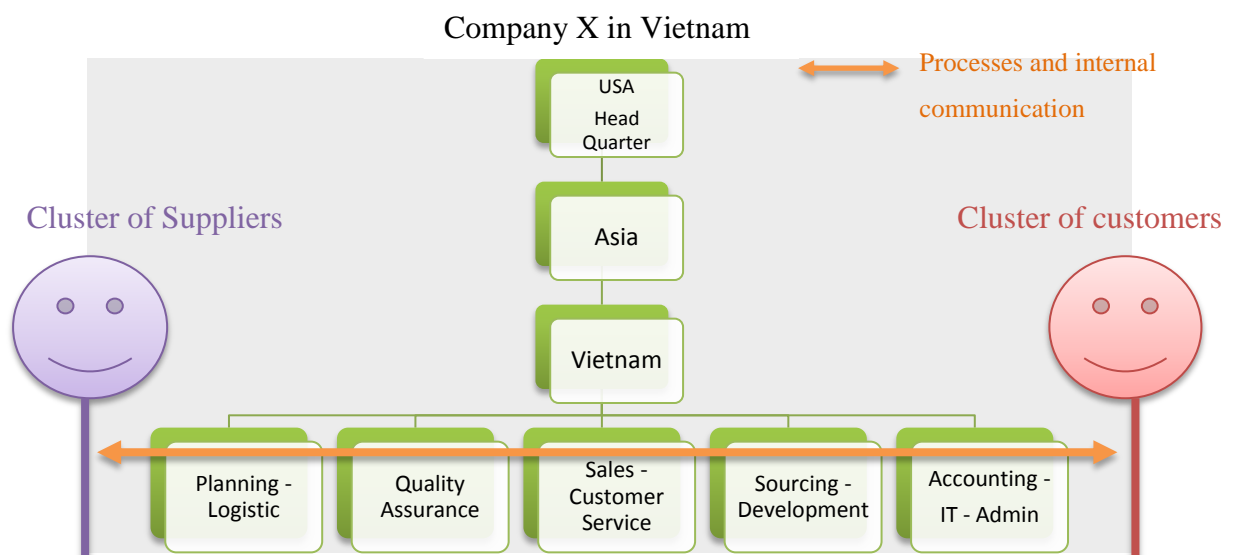 Company X in Vietnam
Processes and internal
communication
USA
Head
Quarter
Asia
Cluster of Suppliers
Cluster of customers
Vietnam
Planning -
Logistic
Quality
Assurance
Sales -
Customer
Service
Sourcing -
Development
Accounting -
IT - Admin